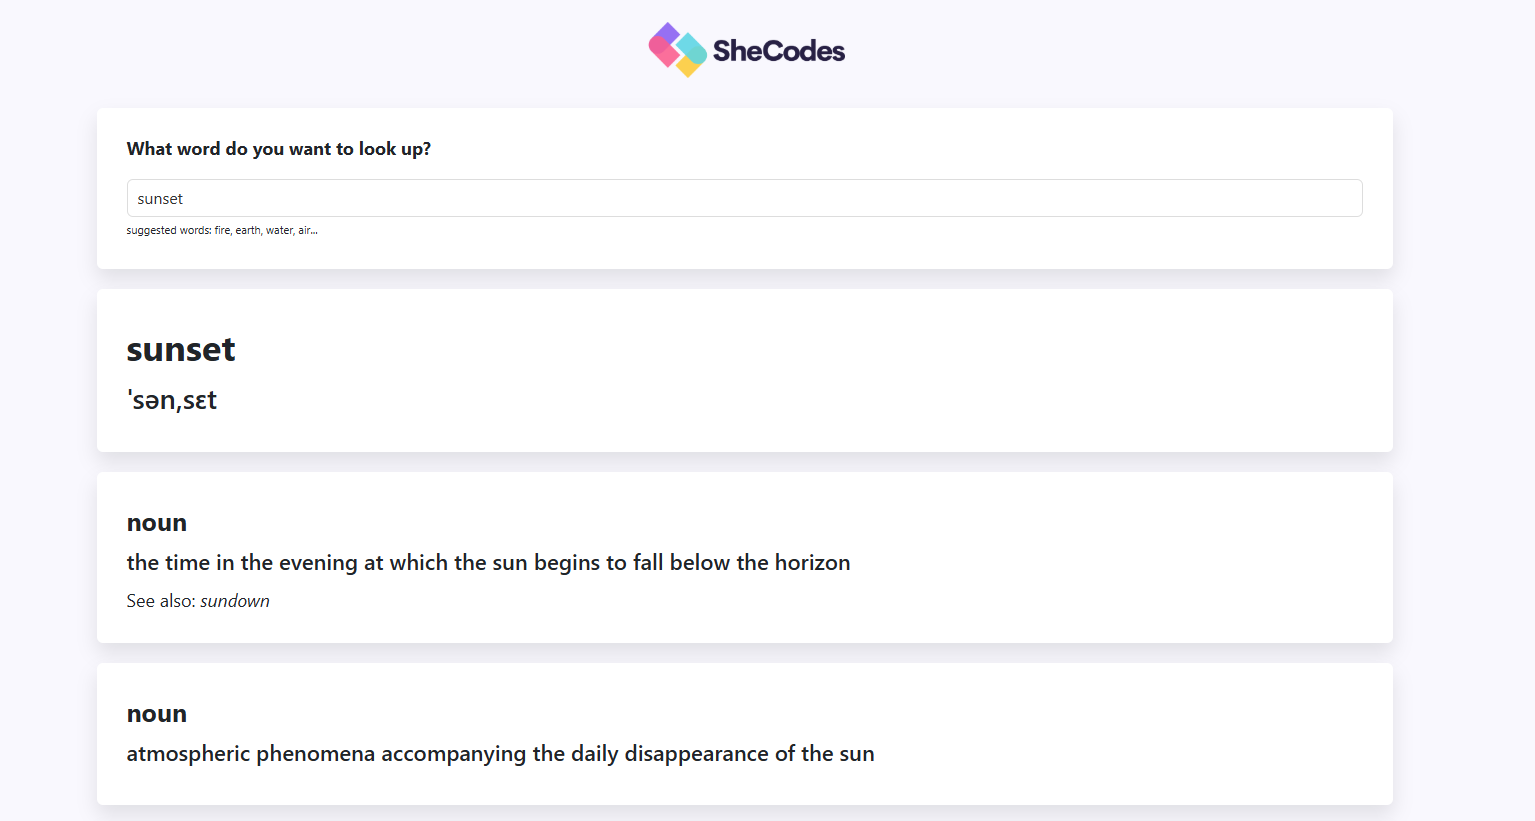 SheCodes
What word do you want to look up?
sunset
suggested words: fire, earth, water, air...
sunset
ˈsən,sɛt
noun
the time in the evening at which the sun begins to fall below the horizon
See also: sundown
noun
atmospheric phenomena accompanying the daily disappearance of the sun